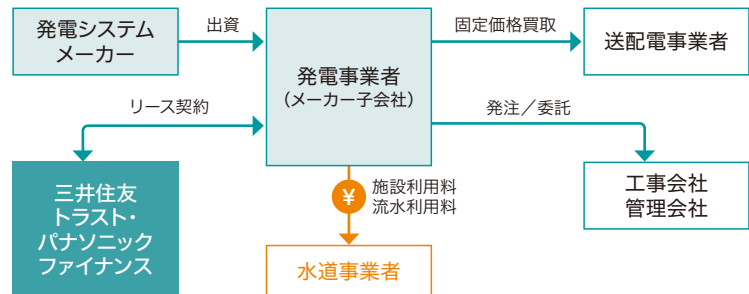 発電システム
メーカー
出資
発電事業者
（メーカー子会社）
固定価格買取
送配電事業者
リース契約
発注／委託
三井住友
トラスト・
パナソニック
ファイナンス
¥
施設利用料
流水利用料
工事会社
管理会社
水道事業者